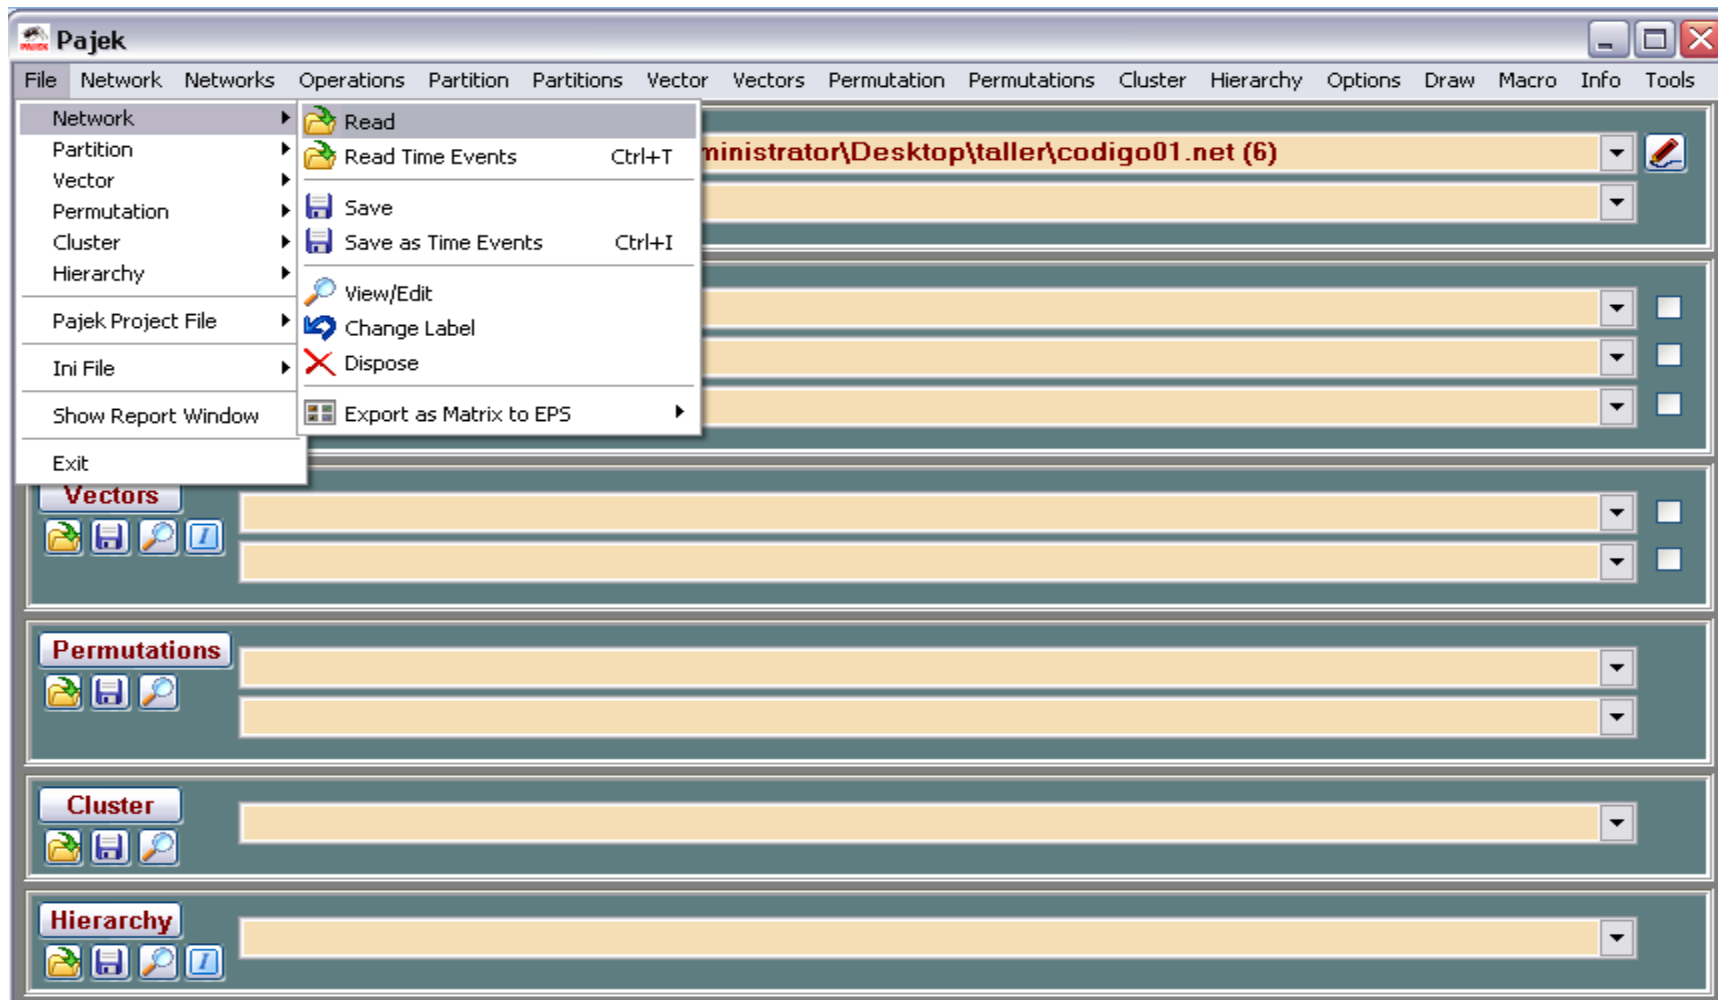 Pajek
File Network Networks Operations Partition Partitions Vector Vectors Permutation Permutations Cluster Hierarchy Options Draw Macro Info Tools
Network
Partition
Vector
Permutation
Cluster
Hierarchy
Pajek Project File
Ini File
Show Report Window
Exit
Read
Read Time Events Ctrl+T
Save
Save as Time Events Ctrl+I
View/Edit
Change Label
Dispose
Export as Matrix to EPS
ministrator\Desktop\taller\codigo01.net (6)
Vectors
Permutations
Cluster
Hierarchy